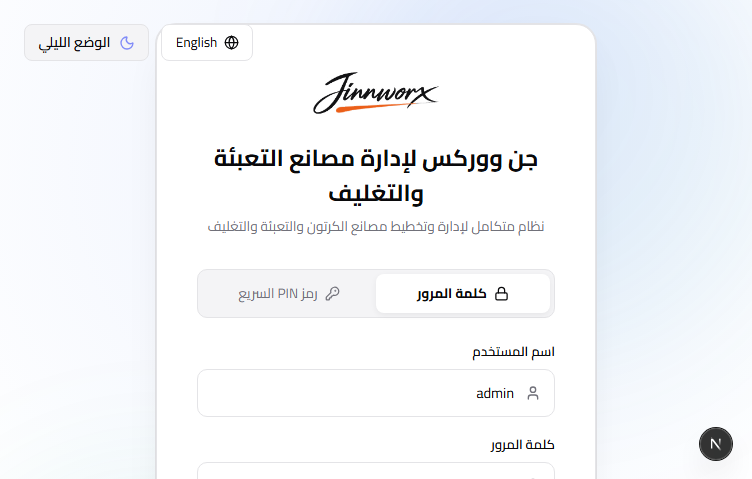 الوضع الليلي
English
Jinnworx
جن ووركس لإدارة مصانع التعبئة
والتغليف
نظام متكامل لإدارة وتخطيط مصانع الكرتون والتعبئة والتغليف
كلمة المرور
رمز PIN السريع
اسم المستخدم
admin
كلمة المرور
N